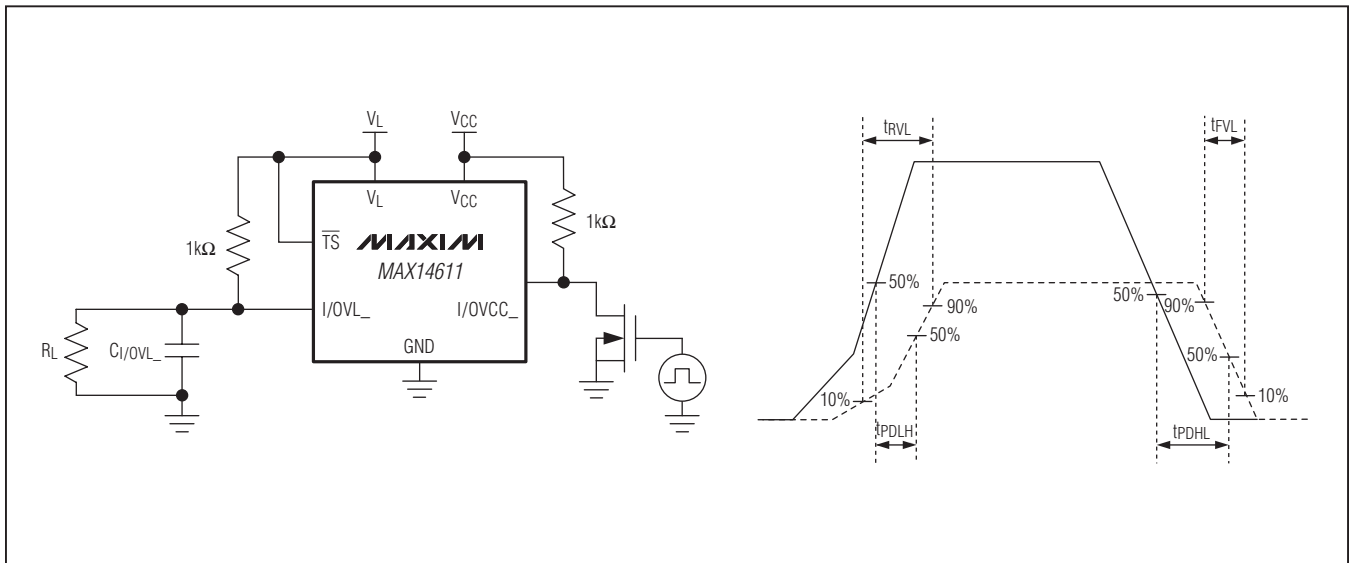 VL VCC
VL VCC
1kΩ
1kΩ
TS MAXIM
MAX14611
I/OVL_ I/OVCC_
GND
RL
CI/OVL_
tRVL
tFVL
50%
90%
50%
10%
50%
90%
50%
10%
tPDLH
tPDHL